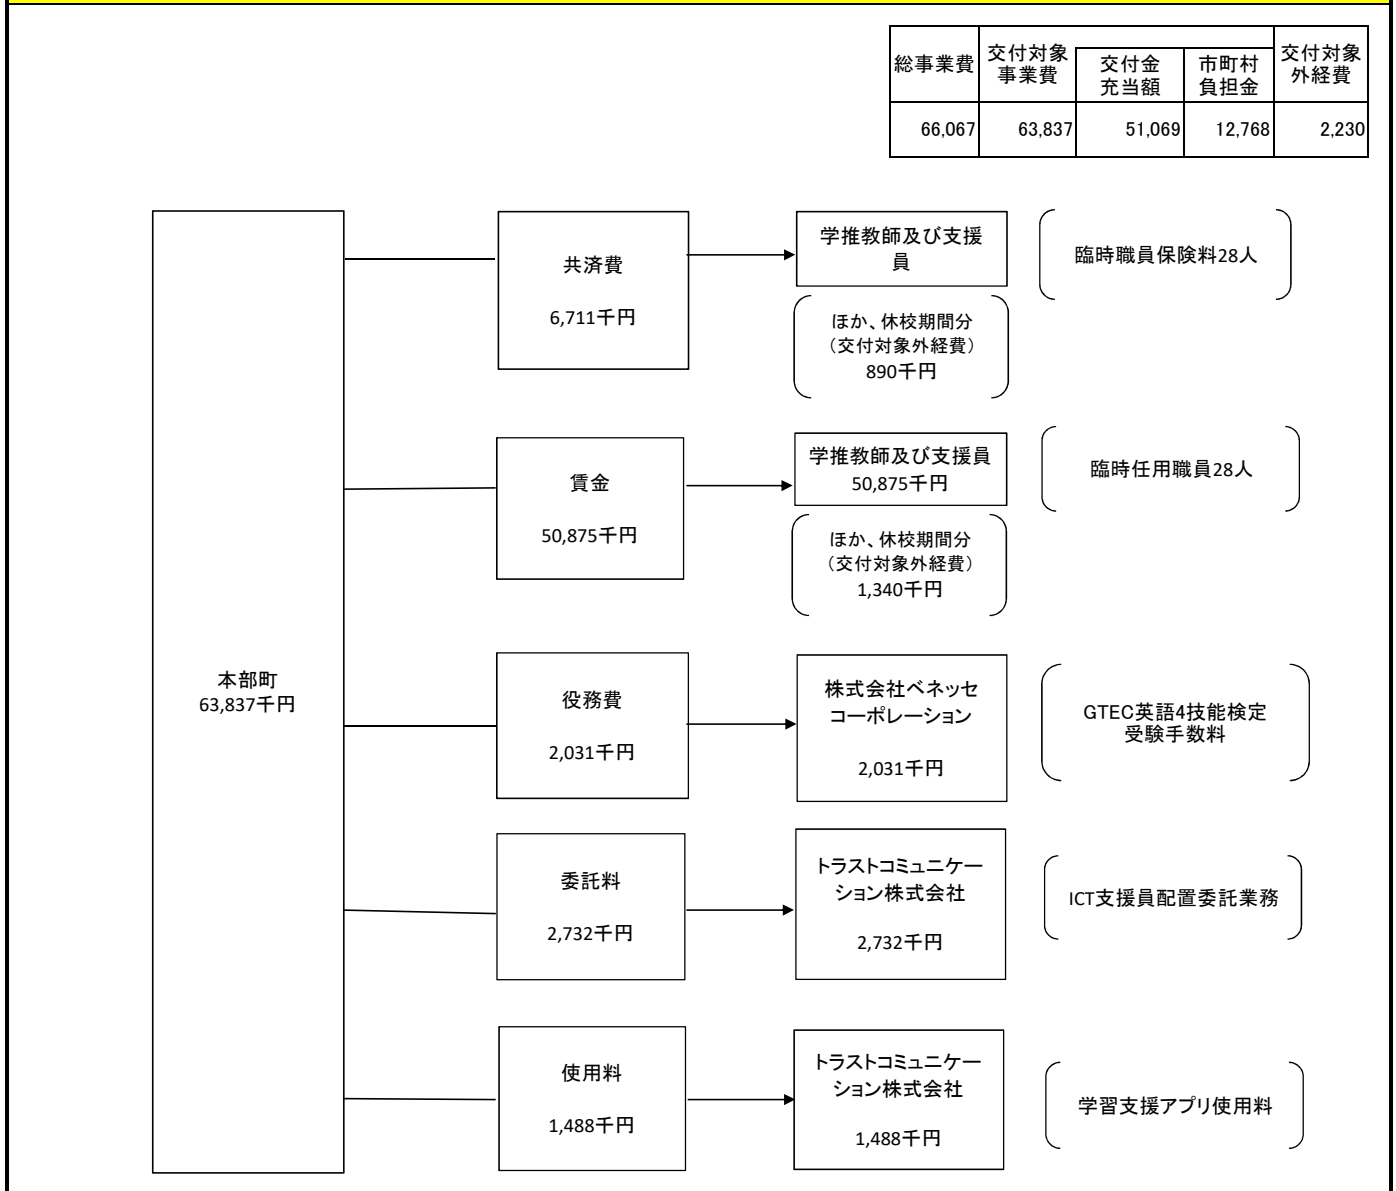 総事業費
交付対象
事業費
交付金
充当額
市町村
負担金
交付対象
外経費
66,067
63,837
51,069
12,768
2,230
本部町
63,837千円
共済費
6,711千円
学推教師及び支援
員
臨時職員保険料28人
ほか、休校期間分
（交付対象外経費）
890千円
賃金
50,875千円
学推教師及び支援員
50,875千円
臨時任用職員28人
ほか、休校期間分
（交付対象外経費）
1,340千円
役務費
2,031千円
株式会社ベネッセ
コーポレーション
2,031千円
GTEC英語4技能検定
受験手数料
委託料
2,732千円
トラストコミュニケー
ション株式会社
2,732千円
ICT支援員配置委託業務
使用料
1,488千円
トラストコミュニケー
ション株式会社
1,488千円
学習支援アプリ使用料